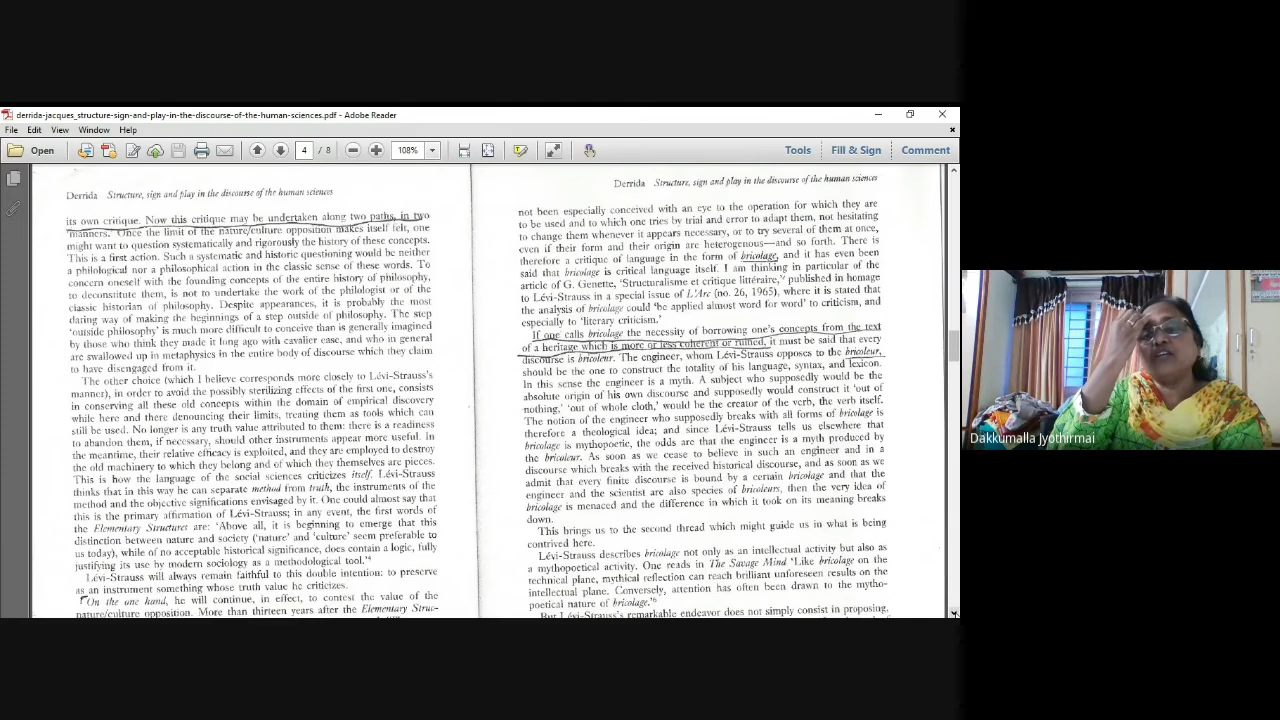 derrida-jacques_structure-sign-and-play-in-the-discourse-of-the-human-sciences.pdf - Adobe Reader
File Edit View Window Help
Open 4 / 8 108% Tools Fill & Sign Comment
Derrida Structure, sign and play in the discourse of the human sciences
its own critique. Now this critique may be undertaken along two paths, in two
manners. Once the limit of the nature/culture opposition makes itself felt, one
might want to question systematically and rigorously the history of these concepts.
This is a first action. Such a systematic and historic questioning would be neither
a philological nor a philosophical action in the classic sense of these words. To
concern oneself with the founding concepts of the entire history of philosophy,
to deconstitute them, is not to undertake the work of the philologist or of the
classic historian of philosophy. Despite appearances, it is probably the most
daring way of making the beginnings of a step outside of philosophy. The step
'outside philosophy' is much more difficult to conceive than is generally imagined
by those who think they made it long ago with cavalier ease, and who in general
are swallowed up in metaphysics in the entire body of discourse which they claim
to have disengaged from it.
The other choice (which I believe corresponds more closely to Lévi-Strauss's
manner), in order to avoid the possibly sterilizing effects of the first one, consists
in conserving all these old concepts within the domain of empirical discovery
while here and there denouncing their limits, treating them as tools which can
still be used. No longer is any truth value attributed to them: there is a readiness
to abandon them, if necessary, should other instruments appear more useful. In
the meantime, their relative efficacy is exploited, and they are employed to destroy
the old machinery to which they belong and of which they themselves are pieces.
This is how the language of the social sciences criticizes itself. Lévi-Strauss
thinks that in this way he can separate method from truth, the instruments of the
method and the objective significations envisaged by it. One could almost say that
this is the primary affirmation of Lévi-Strauss; in any event, the first words of
the Elementary Structures are: 'Above all, it is beginning to emerge that this
distinction between nature and society ('nature' and 'culture' seem preferable to
us today), while of no acceptable historical significance, does contain a logic, fully
justifying its use by modern sociology as a methodological tool.'⁴
Lévi-Strauss will always remain faithful to this double intention: to preserve
as an instrument something whose truth value he criticizes.
On the one hand, he will continue, in effect, to contest the value of the
nature/culture opposition. More than thirteen years after the Elementary Struc-
Derrida Structure, sign and play in the discourse of the human sciences
not been especially conceived with an eye to the operation for which they are
to be used and to which one tries by trial and error to adapt them, not hesitating
to change them whenever it appears necessary, or to try several of them at once,
even if their form and their origin are heterogenous—and so forth. There is
therefore a critique of language in the form of bricolage, and it has even been
said that bricolage is critical language itself. I am thinking in particular of the
article of G. Genette, 'Structuralisme et critique littéraire,' published in homage
to Lévi-Strauss in a special issue of L'Arc (no. 26, 1965), where it is stated that
the analysis of bricolage could 'be applied almost word for word' to criticism, and
especially to 'literary criticism.'
If one calls bricolage the necessity of borrowing one's concepts from the text
of a heritage which is more or less coherent or ruined, it must be said that every
discourse is bricoleur. The engineer, whom Lévi-Strauss opposes to the bricoleur,
should be the one to construct the totality of his language, syntax, and lexicon.
In this sense the engineer is a myth. A subject who supposedly would be the
absolute origin of his own discourse and supposedly would construct it 'out of
nothing,' 'out of whole cloth,' would be the creator of the verb, the verb itself.
The notion of the engineer who supposedly breaks with all forms of bricolage is
therefore a theological idea; and since Lévi-Strauss tells us elsewhere that
bricolage is mythopoetic, the odds are that the engineer is a myth produced by
the bricoleur. As soon as we cease to believe in such an engineer and in a
discourse which breaks with the received historical discourse, and as soon as we
admit that every finite discourse is bound by a certain bricolage and that the
engineer and the scientist are also species of bricoleurs, then the very idea of
bricolage is menaced and the difference in which it took on its meaning breaks
down.
This brings us to the second thread which might guide us in what is being
contrived here.
Lévi-Strauss describes bricolage not only as an intellectual activity but also as
a mythopoetical activity. One reads in The Savage Mind 'Like bricolage on the
technical plane, mythical reflection can reach brilliant unforeseen results on the
intellectual plane. Conversely, attention has often been drawn to the mytho-
poetical nature of bricolage.'⁶
But Lévi-Strauss's remarkable endeavor does not simply consist in proposing,
Dakkumalla Jyothirmai